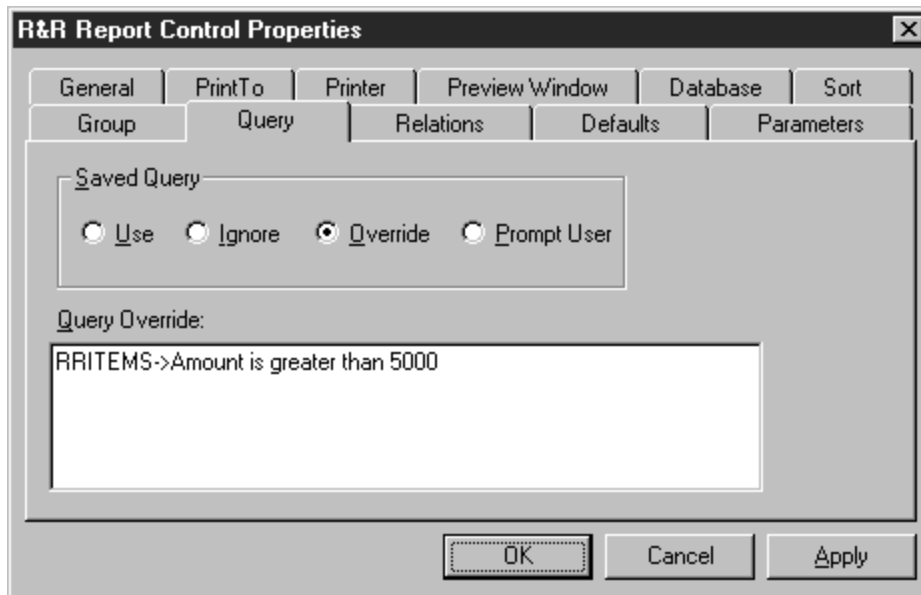 R&R Report Control Properties
General PrintTo Printer Preview Window Database Sort
Group Query Relations Defaults Parameters
Saved Query
Use Ignore Override Prompt User
Query Override:
RRITEMS->Amount is greater than 5000
OK Cancel Apply